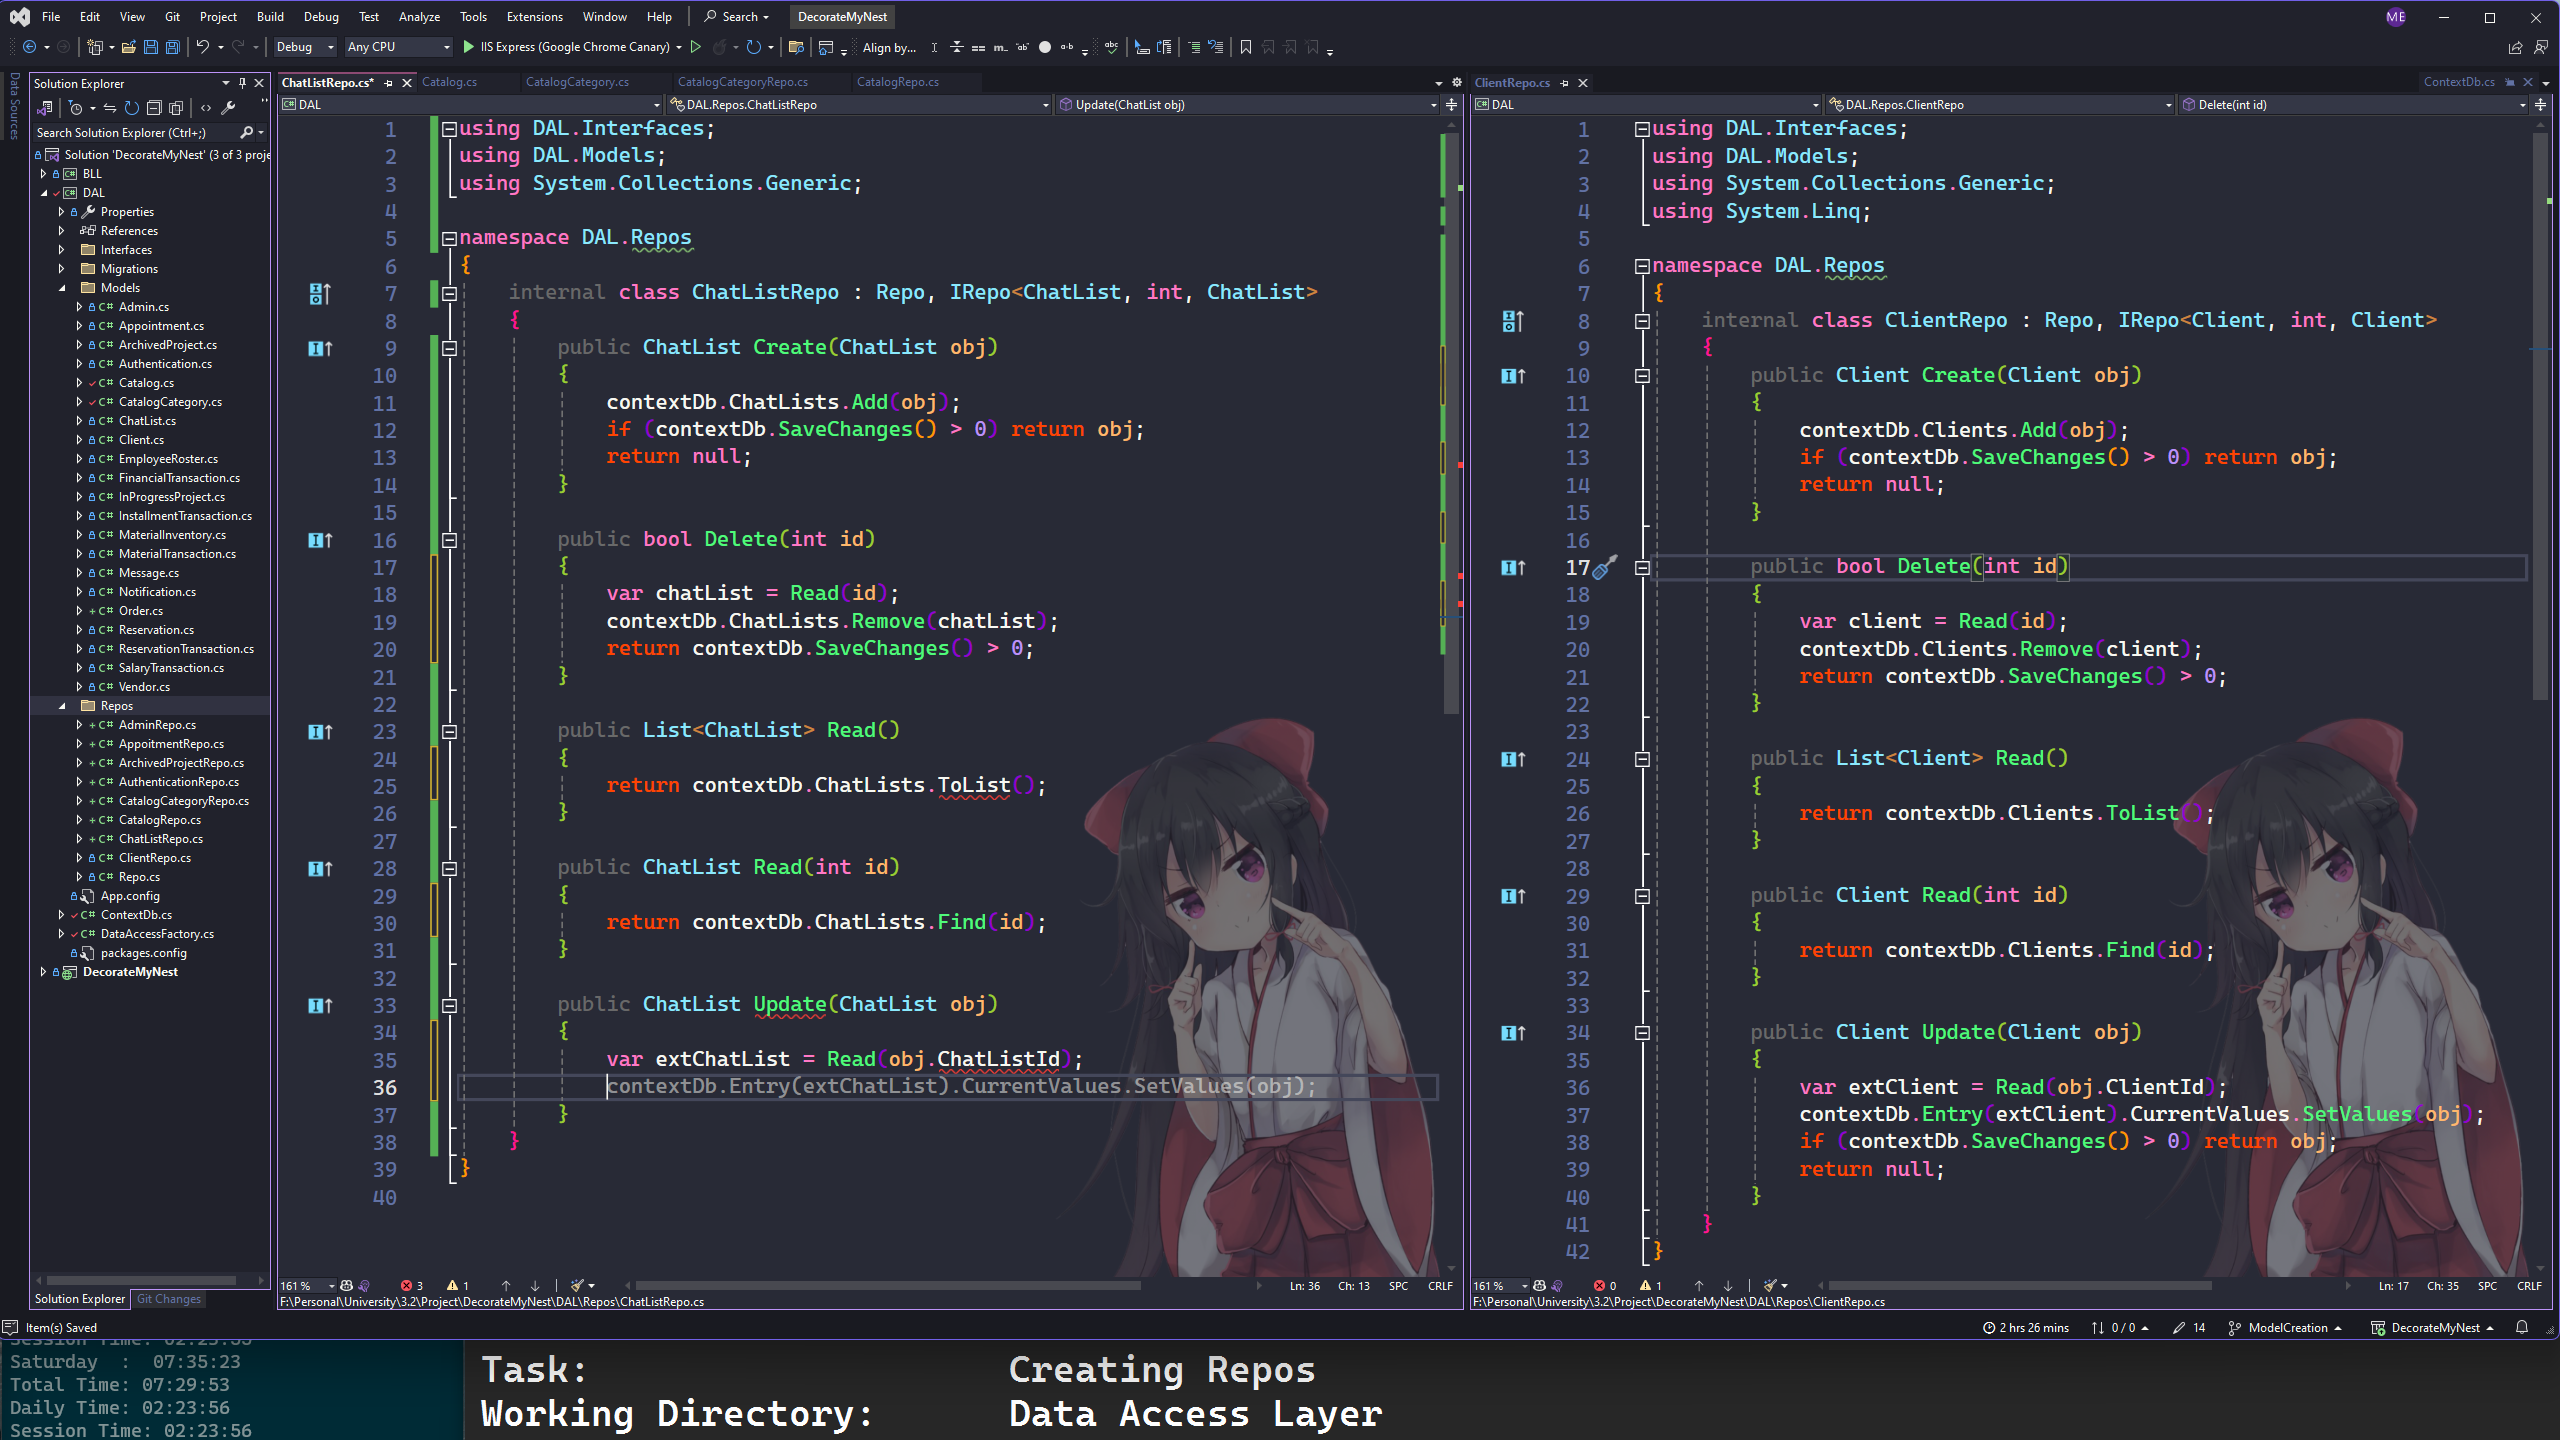 File Edit View Git Project Build Debug Test Analyze Tools Extensions Window Help Search DecorateMyNest ME
Debug Any CPU IIS Express (Google Chrome Canary) Align by...
Data Sources
Solution Explorer
Search Solution Explorer (Ctrl+;)
Solution 'DecorateMyNest' (3 of 3 proje
BLL
DAL
Properties
References
Interfaces
Migrations
Models
Admin.cs
Appointment.cs
ArchivedProject.cs
Authentication.cs
Catalog.cs
CatalogCategory.cs
ChatList.cs
Client.cs
EmployeeRoster.cs
FinancialTransaction.cs
InProgressProject.cs
InstallmentTransaction.cs
MaterialInventory.cs
MaterialTransaction.cs
Message.cs
Notification.cs
Order.cs
Reservation.cs
ReservationTransaction.cs
SalaryTransaction.cs
Vendor.cs
Repos
AdminRepo.cs
AppoitmentRepo.cs
ArchivedProjectRepo.cs
AuthenticationRepo.cs
CatalogCategoryRepo.cs
CatalogRepo.cs
ChatListRepo.cs
ClientRepo.cs
Repo.cs
App.config
ContextDb.cs
DataAccessFactory.cs
packages.config
DecorateMyNest
Solution Explorer Git Changes
ChatListRepo.cs* Catalog.cs CatalogCategory.cs CatalogCategoryRepo.cs CatalogRepo.cs
DAL DAL.Repos.ChatListRepo Update(ChatList obj)
1 using DAL.Interfaces;
2 using DAL.Models;
3 using System.Collections.Generic;
4
5 namespace DAL.Repos
6 {
7 internal class ChatListRepo : Repo, IRepo<ChatList, int, ChatList>
8 {
9 public ChatList Create(ChatList obj)
10 {
11 contextDb.ChatLists.Add(obj);
12 if (contextDb.SaveChanges() > 0) return obj;
13 return null;
14 }
15
16 public bool Delete(int id)
17 {
18 var chatList = Read(id);
19 contextDb.ChatLists.Remove(chatList);
20 return contextDb.SaveChanges() > 0;
21 }
22
23 public List<ChatList> Read()
24 {
25 return contextDb.ChatLists.ToList();
26 }
27
28 public ChatList Read(int id)
29 {
30 return contextDb.ChatLists.Find(id);
31 }
32
33 public ChatList Update(ChatList obj)
34 {
35 var extChatList = Read(obj.ChatListId);
36 contextDb.Entry(extChatList).CurrentValues.SetValues(obj);
37 }
38 }
39 }
40
161 % 3 1 Ln: 36 Ch: 13 SPC CRLF
F:\Personal\University\3.2\Project\DecorateMyNest\DAL\Repos\ChatListRepo.cs
ClientRepo.cs ContextDb.cs
DAL DAL.Repos.ClientRepo Delete(int id)
1 using DAL.Interfaces;
2 using DAL.Models;
3 using System.Collections.Generic;
4 using System.Linq;
5
6 namespace DAL.Repos
7 {
8 internal class ClientRepo : Repo, IRepo<Client, int, Client>
9 {
10 public Client Create(Client obj)
11 {
12 contextDb.Clients.Add(obj);
13 if (contextDb.SaveChanges() > 0) return obj;
14 return null;
15 }
16
17 public bool Delete(int id)
18 {
19 var client = Read(id);
20 contextDb.Clients.Remove(client);
21 return contextDb.SaveChanges() > 0;
22 }
23
24 public List<Client> Read()
25 {
26 return contextDb.Clients.ToList();
27 }
28
29 public Client Read(int id)
30 {
31 return contextDb.Clients.Find(id);
32 }
33
34 public Client Update(Client obj)
35 {
36 var extClient = Read(obj.ClientId);
37 contextDb.Entry(extClient).CurrentValues.SetValues(obj);
38 if (contextDb.SaveChanges() > 0) return obj;
39 return null;
40 }
41 }
42 }
161 % 0 1 Ln: 17 Ch: 35 SPC CRLF
F:\Personal\University\3.2\Project\DecorateMyNest\DAL\Repos\ClientRepo.cs
Item(s) Saved 2 hrs 26 mins 0 / 0 14 ModelCreation DecorateMyNest
Saturday : 07:35:23
Total Time: 07:29:53
Daily Time: 02:23:56
Session Time: 02:23:56
Task: Creating Repos
Working Directory: Data Access Layer